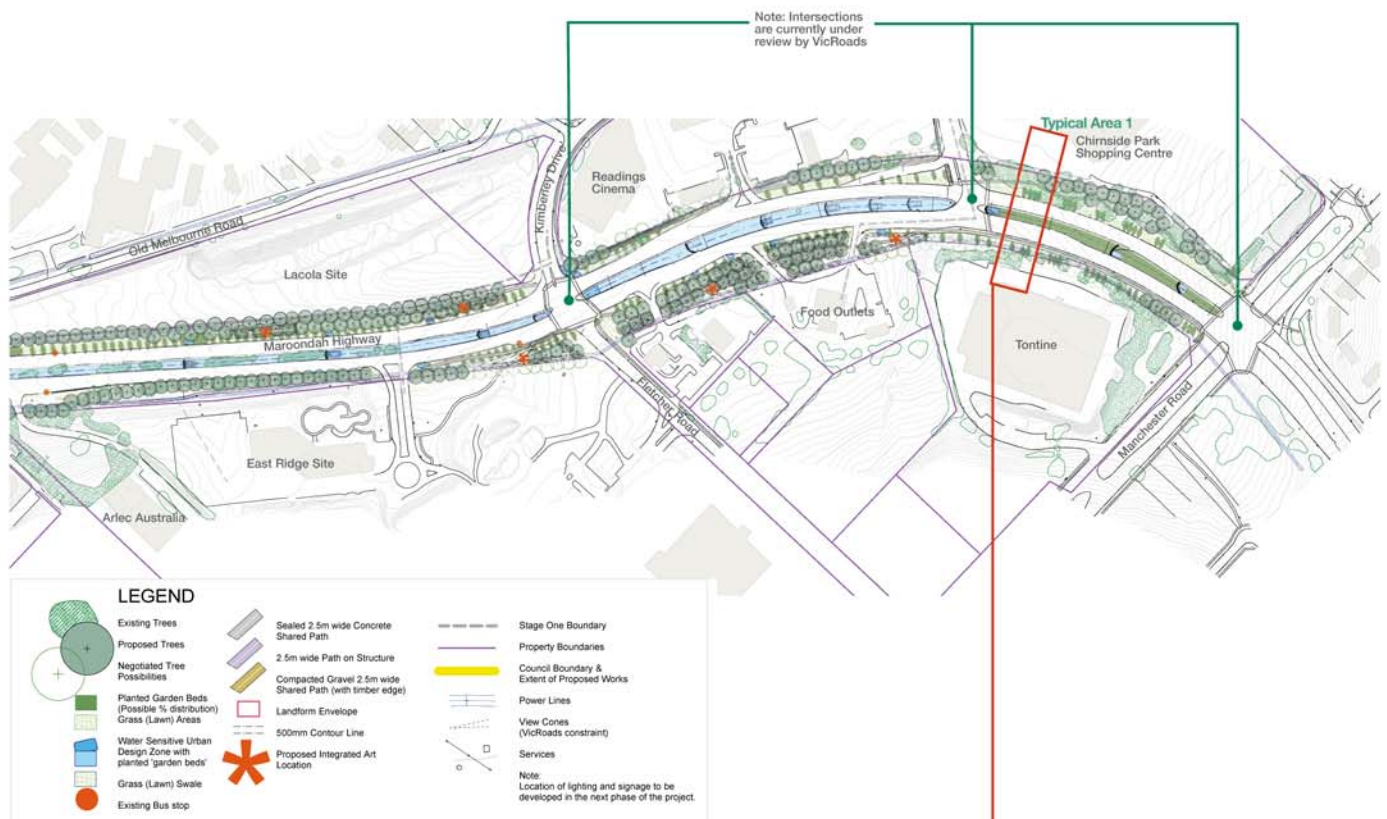 Note: Intersections
are currently under
review by VicRoads
Typical Area 1
Chirnside Park
Shopping Centre
Readings
Cinema
Kimberley Drive
Old Melbourne Road
Lacola Site
Maroondah Highway
Food Outlets
Tontine
Fletcher Road
Manchester Road
East Ridge Site
Arlec Australia
LEGEND
Existing Trees
Proposed Trees
Negotiated Tree
Possibilities
Planted Garden Beds
(Possible % distribution)
Grass (Lawn) Areas
Water Sensitive Urban
Design Zone with
planted 'garden beds'
Grass (Lawn) Swale
Existing Bus stop
Sealed 2.5m wide Concrete
Shared Path
2.5m wide Path on Structure
Compacted Gravel 2.5m wide
Shared Path (with timber edge)
Landform Envelope
500mm Contour Line
Proposed Integrated Art
Location
Stage One Boundary
Property Boundaries
Council Boundary &
Extent of Proposed Works
Power Lines
View Cones
(VicRoads constraint)
Services
Note:
Location of lighting and signage to be
developed in the next phase of the project.